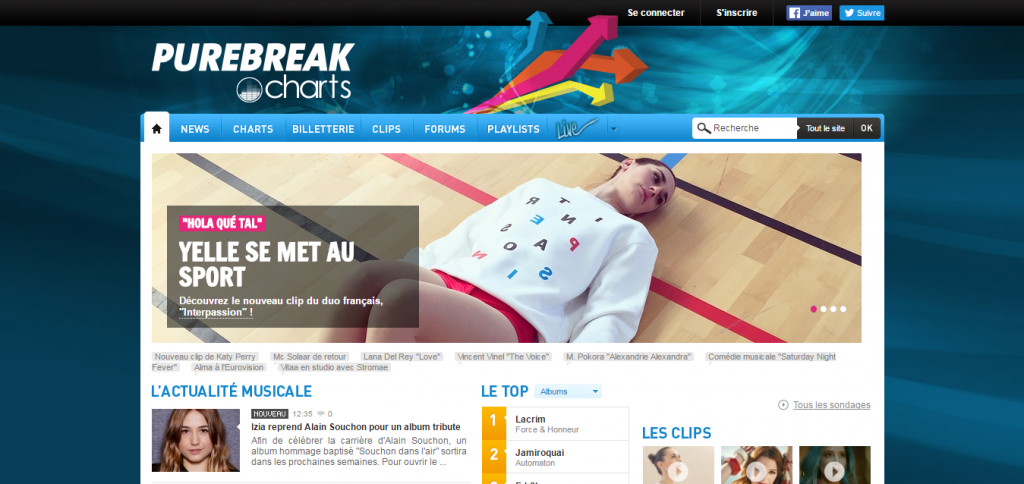 Se connecter
S'inscrire
J'aime
Suivre
PUREBREAK
charts
NEWS
CHARTS
BILLETTERIE
CLIPS
FORUMS
PLAYLISTS
Live
Recherche
Tout le site
OK
"HOLA QUÉ TAL"
YELLE SE MET AU
SPORT
Découvrez le nouveau clip du duo français,
"Interpassion" !
Nouveau clip de Katy Perry
Mc Solaar de retour
Lana Del Rey "Love"
Vincent Vinel "The Voice"
M. Pokora "Alexandrie Alexandra"
Comédie musicale "Saturday Night
Fever"
Alma à l'Eurovision
Vitaa en studio avec Stromae
L'ACTUALITÉ MUSICALE
NOUVEAU 12:35 0
Izia reprend Alain Souchon pour un album tribute
Afin de célébrer la carrière d'Alain Souchon, un
album hommage baptisé "Souchon dans l'air" sortira
dans les prochaines semaines. Pour ouvrir le ...
LE TOP
Albums
1
Lacrim
Force & Honneur
2
Jamiroquai
Automaton
Tous les sondages
LES CLIPS